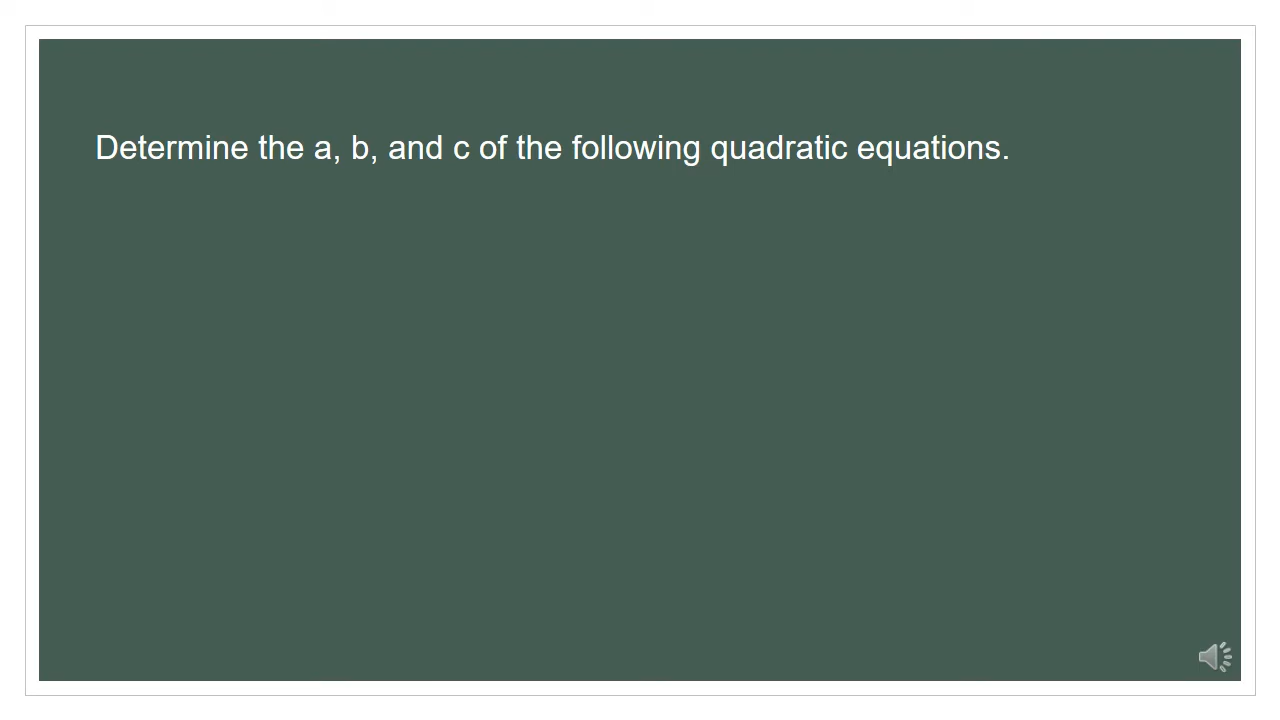 Determine the a, b, and c of the following quadratic equations.